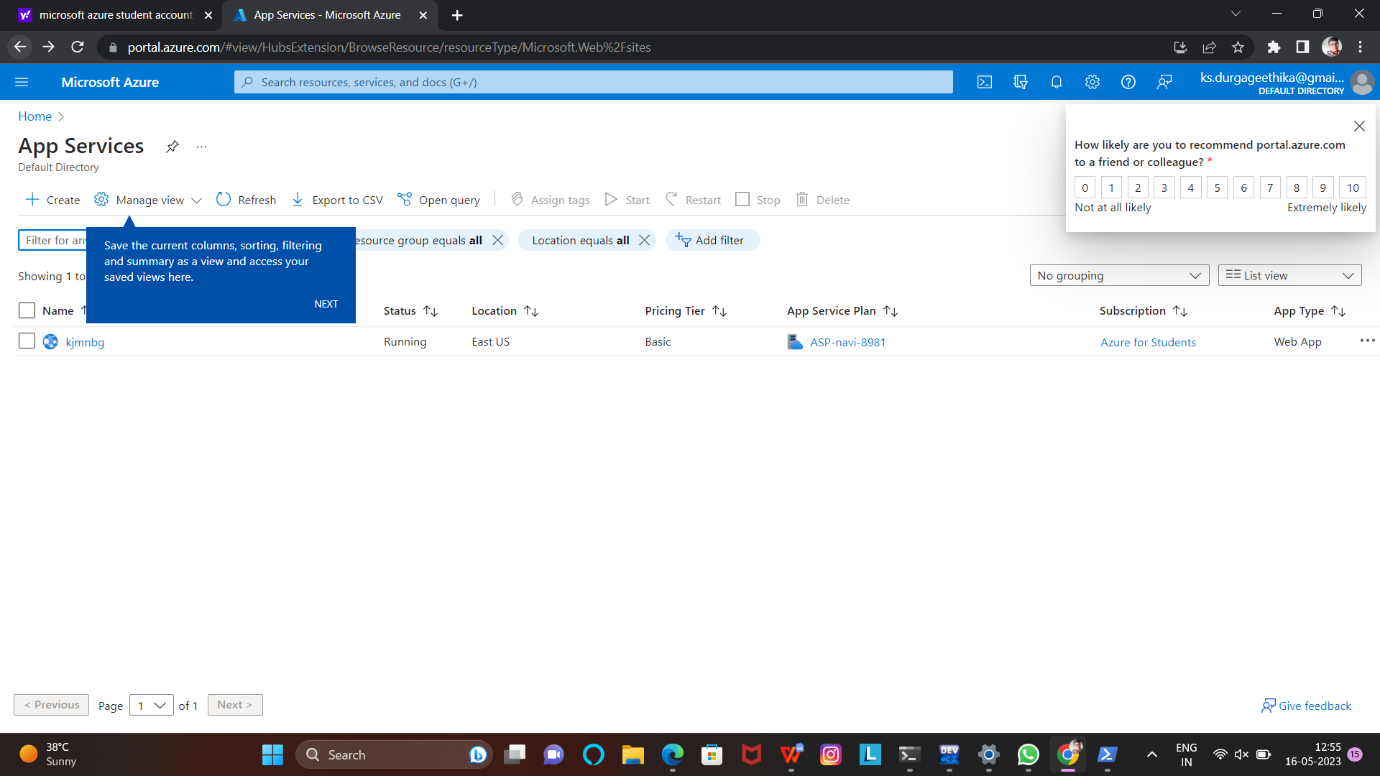 microsoft azure student account
App Services - Microsoft Azure
portal.azure.com/#view/HubsExtension/BrowseResource/resourceType/Microsoft.Web%2Fsites
Microsoft Azure
Search resources, services, and docs (G+/)
ks.durgageethika@gmai...
DEFAULT DIRECTORY
Home >
App Services
...
Default Directory
How likely are you to recommend portal.azure.com
to a friend or colleague? *
0 1 2 3 4 5 6 7 8 9 10
Not at all likely Extremely likely
+ Create Manage view Refresh Export to CSV Open query Assign tags Start Restart Stop Delete
Filter for any
esource group equals all Location equals all Add filter
Save the current columns, sorting, filtering
and summary as a view and access your
saved views here.
NEXT
Showing 1 to
No grouping List view
Name Status Location Pricing Tier App Service Plan Subscription App Type
kjmnbg Running East US Basic ASP-navi-8981 Azure for Students Web App ...
< Previous Page 1 of 1 Next >
Give feedback
38°C
Sunny
Search
ENG
IN
12:55
16-05-2023
15